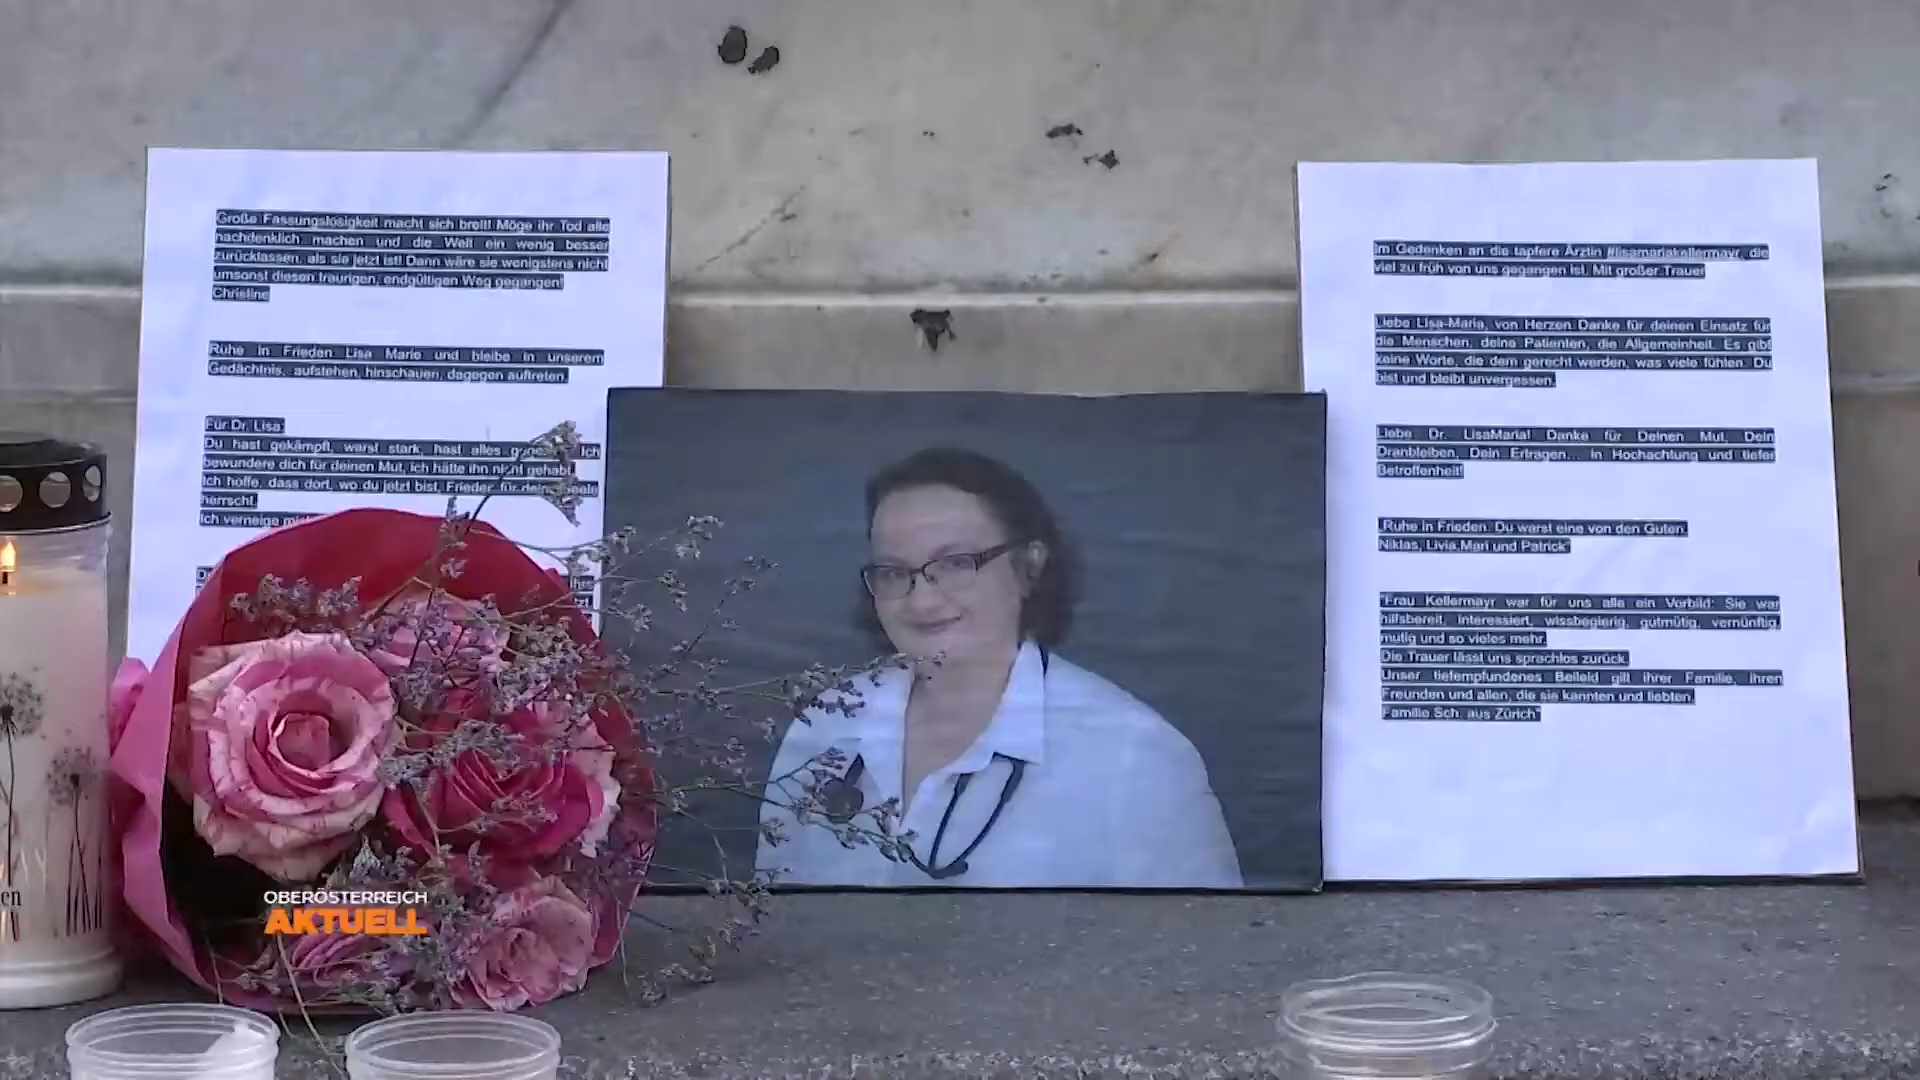 Große Fassungslosigkeit macht sich breit! Möge ihr Tod alle
nachdenklich machen und die Welt ein wenig besser
zurücklassen, als sie jetzt ist! Dann wäre sie wenigstens nicht
umsonst diesen traurigen, endgültigen Weg gegangen!
Christine
Ruhe in Frieden Lisa Marie und bleibe in unserem
Gedächtnis, aufstehen, hinschauen, dagegen auftreten.
Für Dr. Lisa:
Du hast gekämpft, warst stark, hast alles Ich
bewundere dich für deinen Mut, ich hätte ihn nicht gehabt.
Ich hoffe, dass dort, wo du jetzt bist, Frieden für deine Seele
herrscht.
Ich verneige
Im Gedenken an die tapfere Ärztin #lisamariakellermayr, die
viel zu früh von uns gegangen ist. Mit großer Trauer
Liebe Lisa-Maria, von Herzen Danke für deinen Einsatz für
die Menschen, deine Patienten, die Allgemeinheit. Es gibt
keine Worte, die dem gerecht werden, was viele fühlen. Du
bist und bleibt unvergessen.
Liebe Dr. LisaMaria! Danke für Deinen Mut, Dein
Dranbleiben, Dein Ertragen... In Hochachtung und tiefer
Betroffenheit!
„Ruhe in Frieden. Du warst eine von den Guten
Niklas, Livia,Mari und Patrick"
"Frau Kellermayr war für uns alle ein Vorbild: Sie war
hilfsbereit, interessiert, wissbegierig, gutmütig, vernünftig,
mutig und so vieles mehr.
Die Trauer lässt uns sprachlos zurück.
Unser tiefempfundenes Beileid gilt ihrer Familie, ihren
Freunden und allen, die sie kannten und liebten.
Familie Sch. aus Zürich"
en
OBERÖSTERREICH
AKTUELL